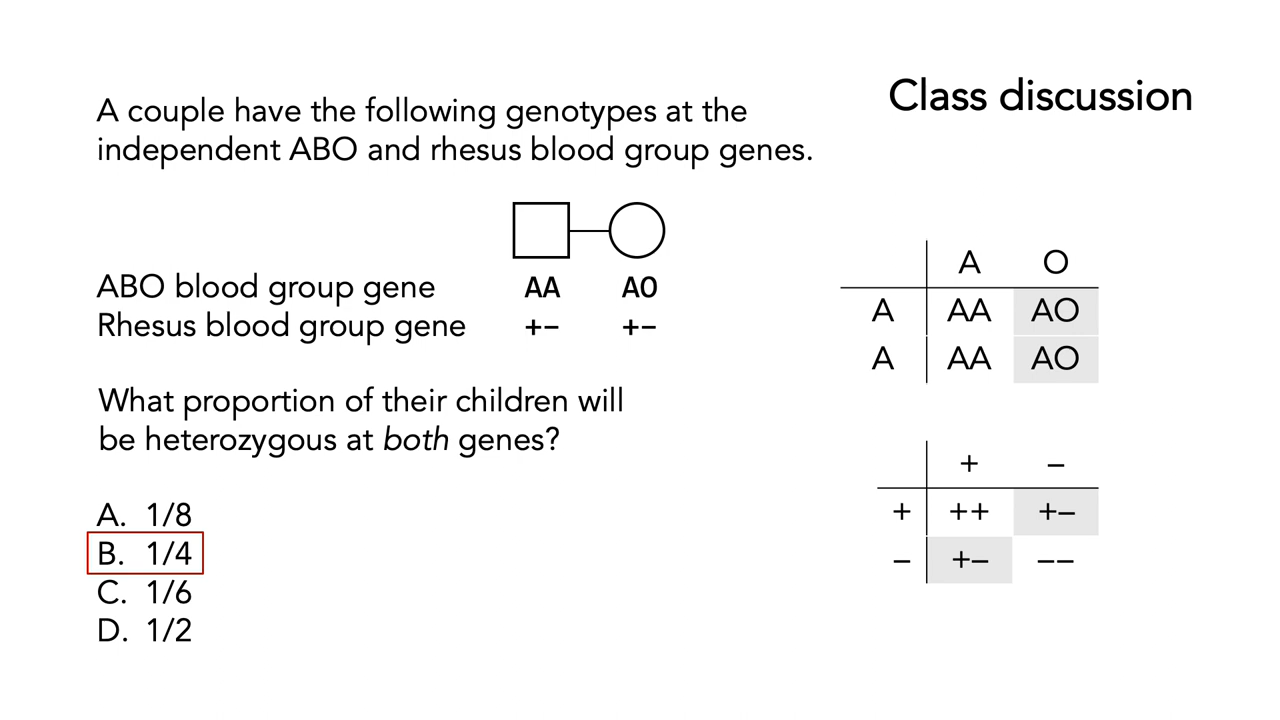 Class discussion
A couple have the following genotypes at the
independent ABO and rhesus blood group genes.
ABO blood group gene AA AO
Rhesus blood group gene +– +–
What proportion of their children will
be heterozygous at both genes?
A. 1/8
B. 1/4
C. 1/6
D. 1/2
A O
A AA AO
A AA AO
+ –
+ ++ +–
– +– ––